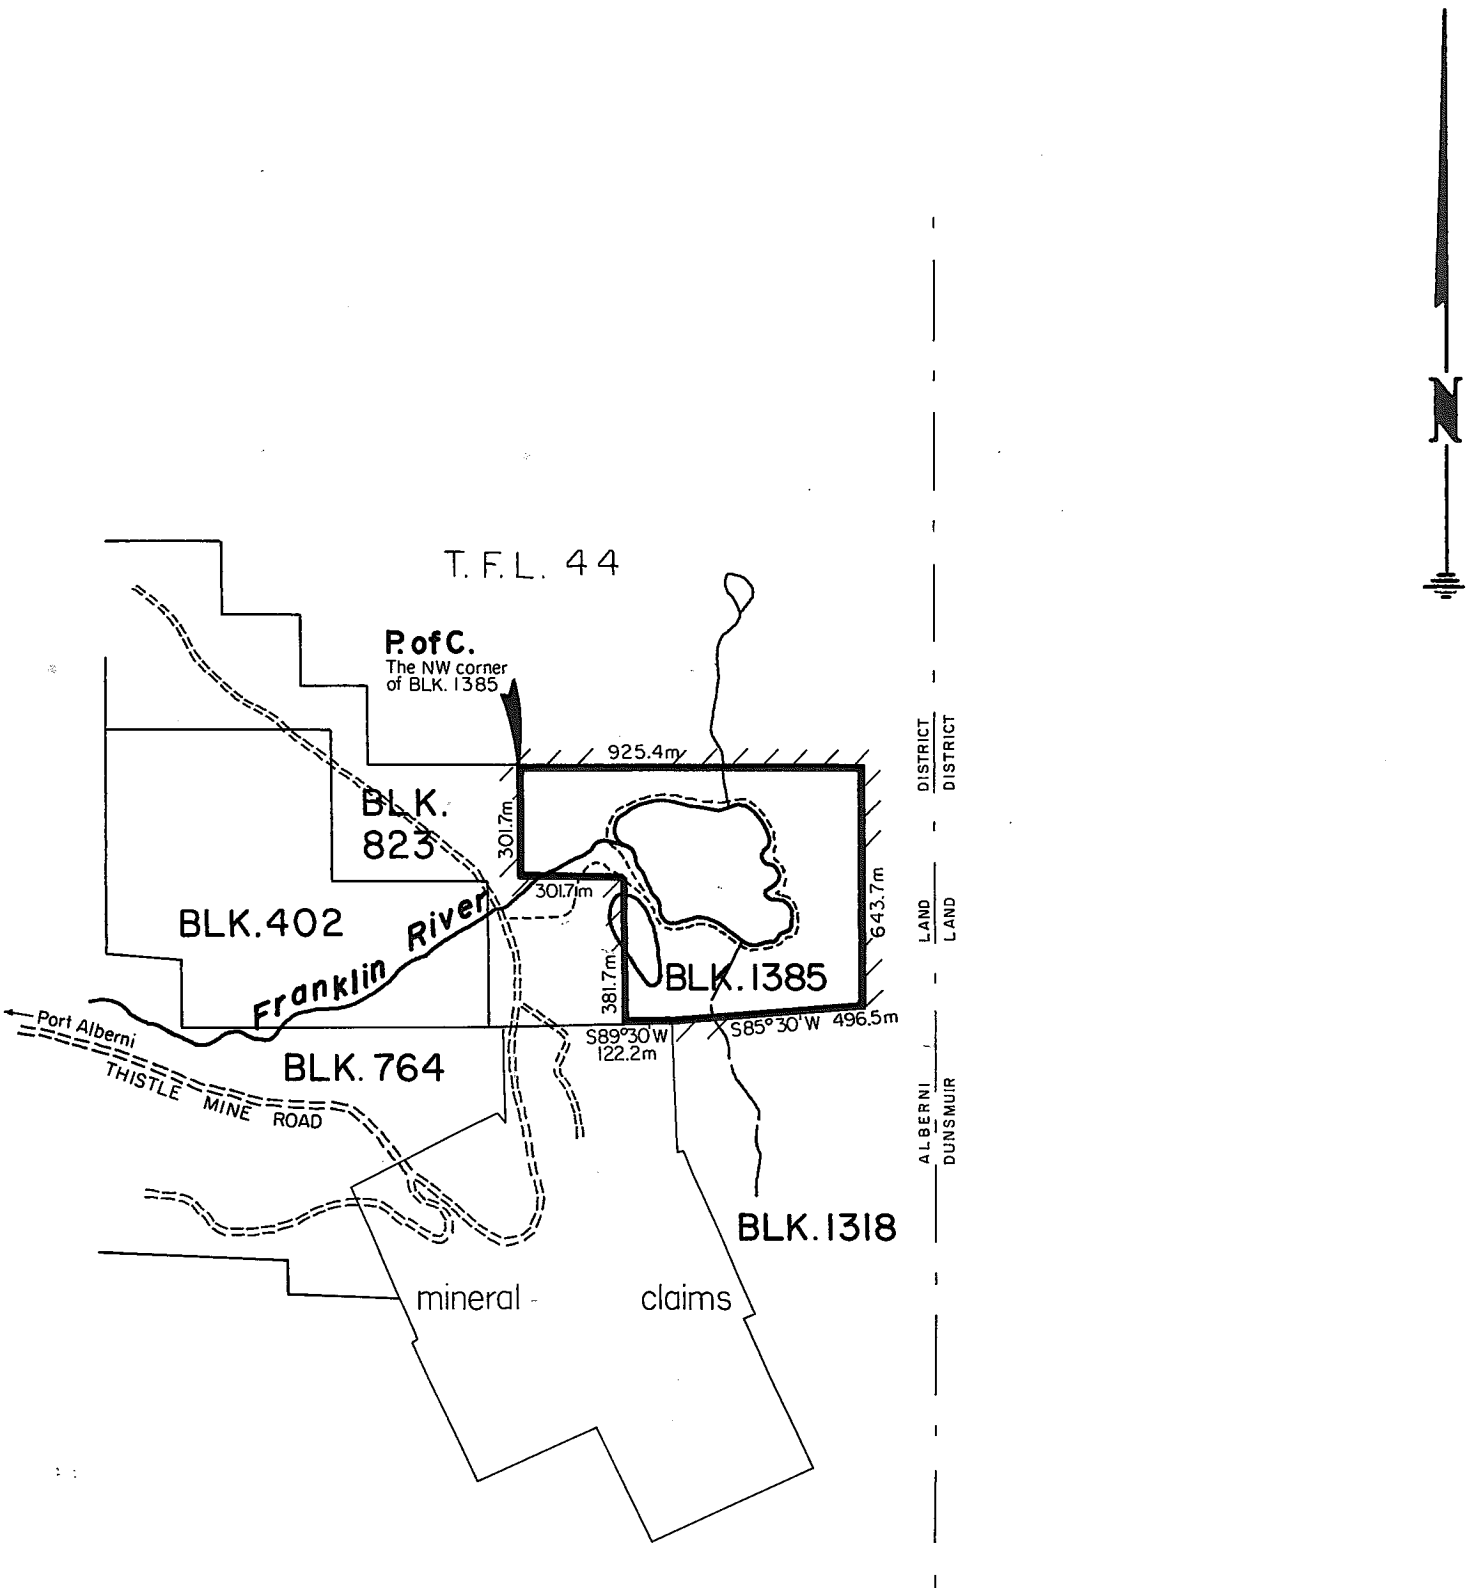 N
T. F. L. 44
P. of C.
The NW corner
of BLK. 1385
925.4m
DISTRICT
DISTRICT
BLK.
823
301.7m
301.7m
643.7m
BLK. 402
Franklin River
LAND
LAND
381.7m
BLK. 1385
Port Alberni
S89°30'W
122.2m
S85°30'W 496.5m
BLK. 764
THISTLE MINE ROAD
ALBERNI
DUNSMUIR
BLK. 1318
mineral claims